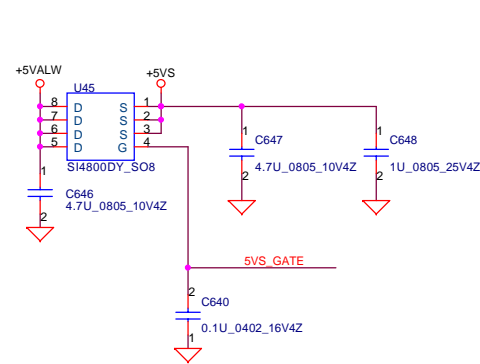 +5VALW
+5VS
U45
8 D S 1
7 D S 2
6 D S 3
5 D G 4
SI4800DY_SO8
1
C646
4.7U_0805_10V4Z
2
1
C647
4.7U_0805_10V4Z
2
1
C648
1U_0805_25V4Z
2
5VS_GATE
2
C640
0.1U_0402_16V4Z
1